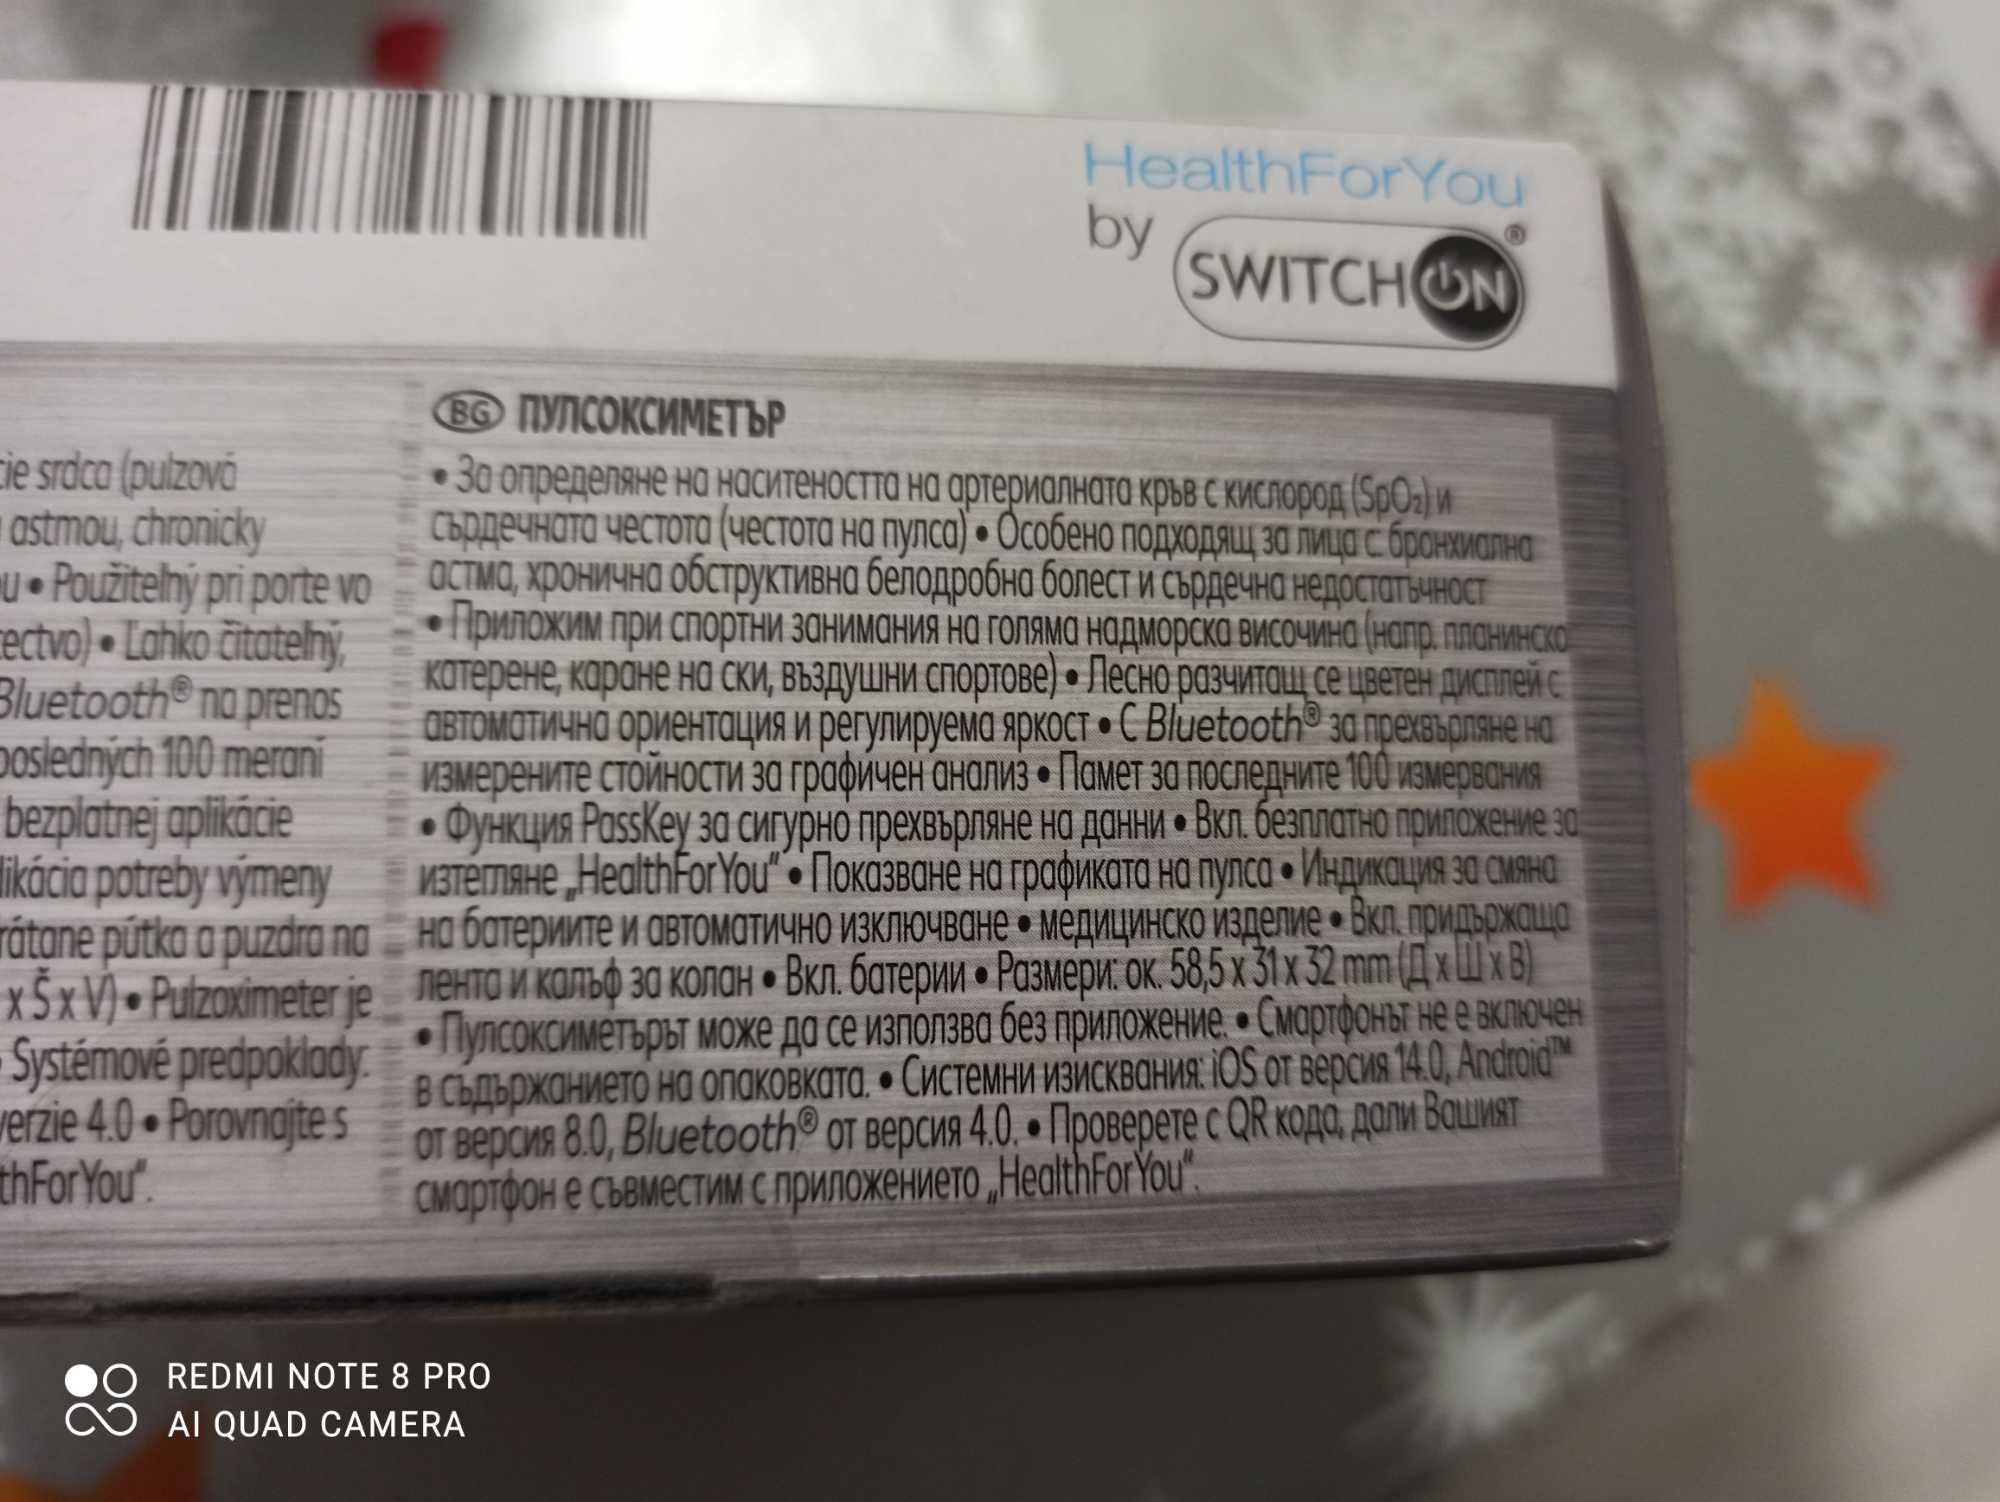 HealthForYou
by SWITCH ON®
cie srdca (pulzová
astmou, chronicky
u • Použiteľný pri porte vo
tectvo) • Ľahko čitateľný,
Bluetooth® na prenos
posledných 100 meraní
bezplatnej aplikácie
likácia potreby výmeny
rátane pútka a puzdra na
x Š x V) • Pulzoximeter je
Systémové predpoklady:
verzie 4.0 • Porovnajte s
thForYou“.
BG ПУЛСОКСИМЕТЪР
• За определяне на наситеността на артериалната кръв с кислород (SpO₂) и
сърдечната честота (честота на пулса) • Особено подходящ за лица с бронхиална
астма, хронична обструктивна белодробна болест и сърдечна недостатъчност
• Приложим при спортни занимания на голяма надморска височина (напр. планинско
катерене, каране на ски, въздушни спортове) • Лесно разчитащ се цветен дисплей с
автоматична ориентация и регулируема яркост • С Bluetooth® за прехвърляне на
измерените стойности за графичен анализ • Памет за последните 100 измервания
• Функция PassKey за сигурно прехвърляне на данни • Вкл. безплатно приложение за
изтегляне „HealthForYou“ • Показване на графиката на пулса • Индикация за смяна
на батериите и автоматично изключване • медицинско изделие • Вкл. придържаща
лента и калъф за колан • Вкл. батерии • Размери: ок. 58,5 x 31 x 32 mm (Д x Ш x В)
• Пулсоксиметърът може да се използва без приложение. • Смартфонът не е включен
в съдържанието на опаковката. • Системни изисквания: iOS от версия 14.0, Android™
от версия 8.0, Bluetooth® от версия 4.0. • Проверете с QR кода, дали Вашият
смартфон е съвместим с приложението „HealthForYou“.
REDMI NOTE 8 PRO
AI QUAD CAMERA